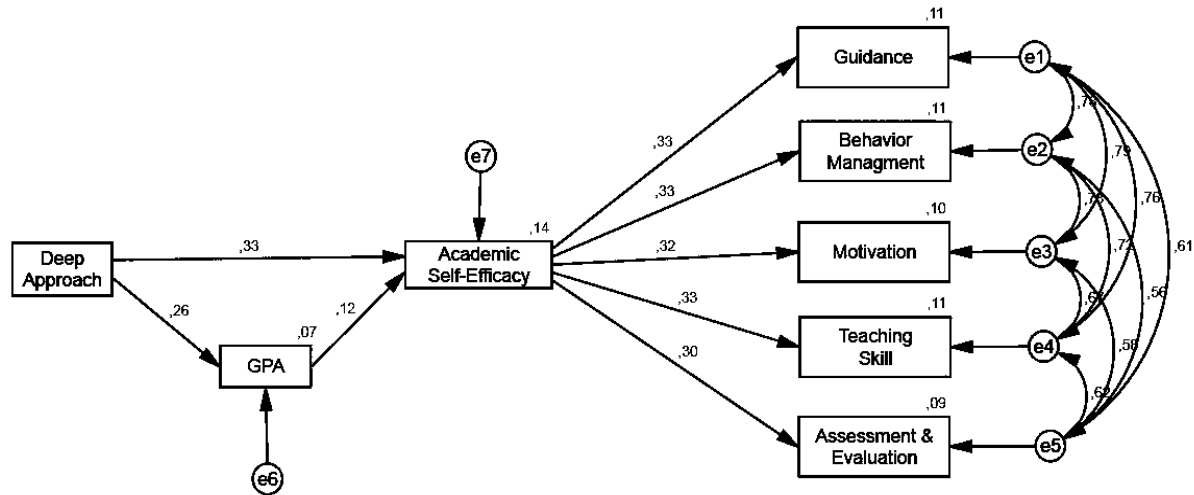 ,11
Guidance
e1
,33
,79
,11
Behavior
Managment
e2
,33
e7
,76
,10
,14
,61
Deep
Approach
,33
Academic
Self-Efficacy
,32
Motivation
e3
,72
,26
,12
,33
,11
,56
,07
GPA
Teaching
Skill
e4
,58
,30
,62
,09
Assessment &
Evaluation
e5
e6